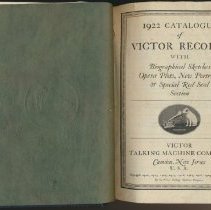 1922 CATALOGUE
of
VICTOR RECOR
WITH
Biographical Sketches
Opera Plots, New Portra
& Special Red Seal
Section
VICTOR
TALKING MACHINE COM
Camden, New Jersey
U. S. A.